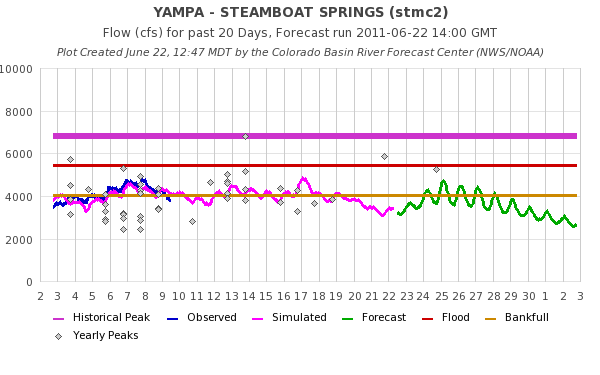 YAMPA - STEAMBOAT SPRINGS (stmc2)
Flow (cfs) for past 20 Days, Forecast run 2011-06-22 14:00 GMT
Plot Created June 22, 12:47 MDT by the Colorado Basin River Forecast Center (NWS/NOAA)
10000
8000
6000
4000
2000
0
2 3 4 5 6 7 8 9 10 11 12 13 14 15 16 17 18 19 20 21 22 23 24 25 26 27 28 29 30 1 2 3
Historical Peak Observed Simulated Forecast Flood Bankfull
Yearly Peaks